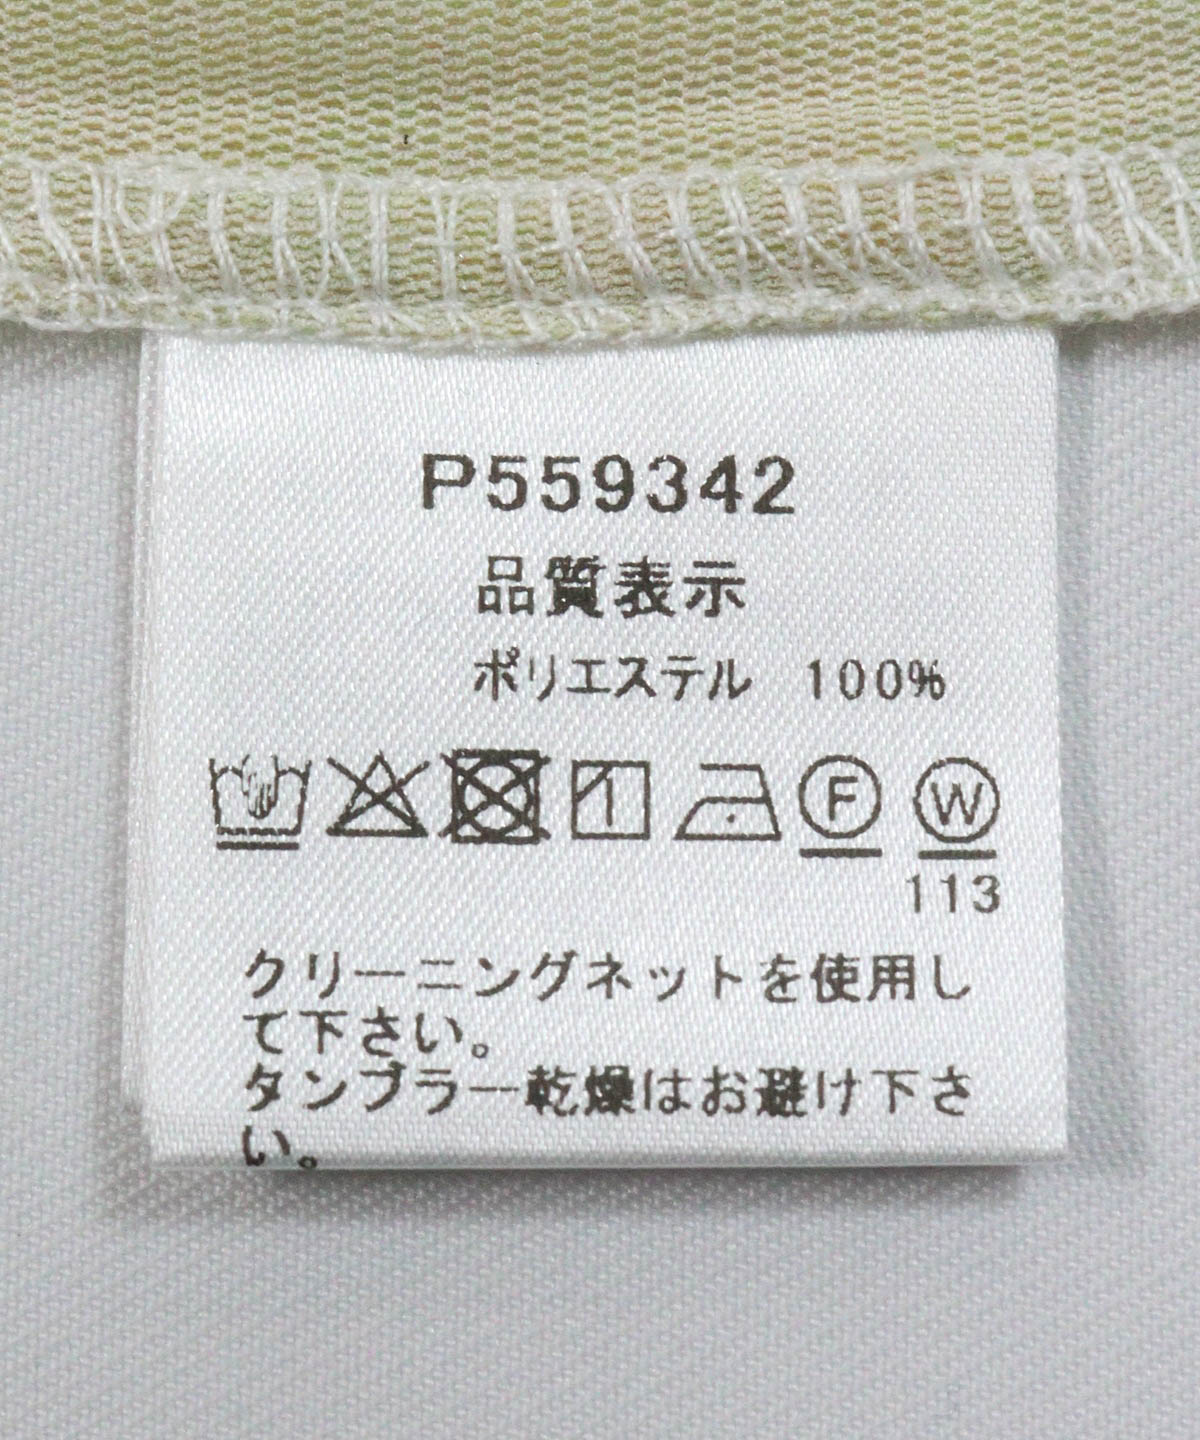 P559342
品質表示
ポリエステル 100%
F W
113
クリーニングネットを使用し
て下さい。
タンブラー乾燥はお避け下さ
い。